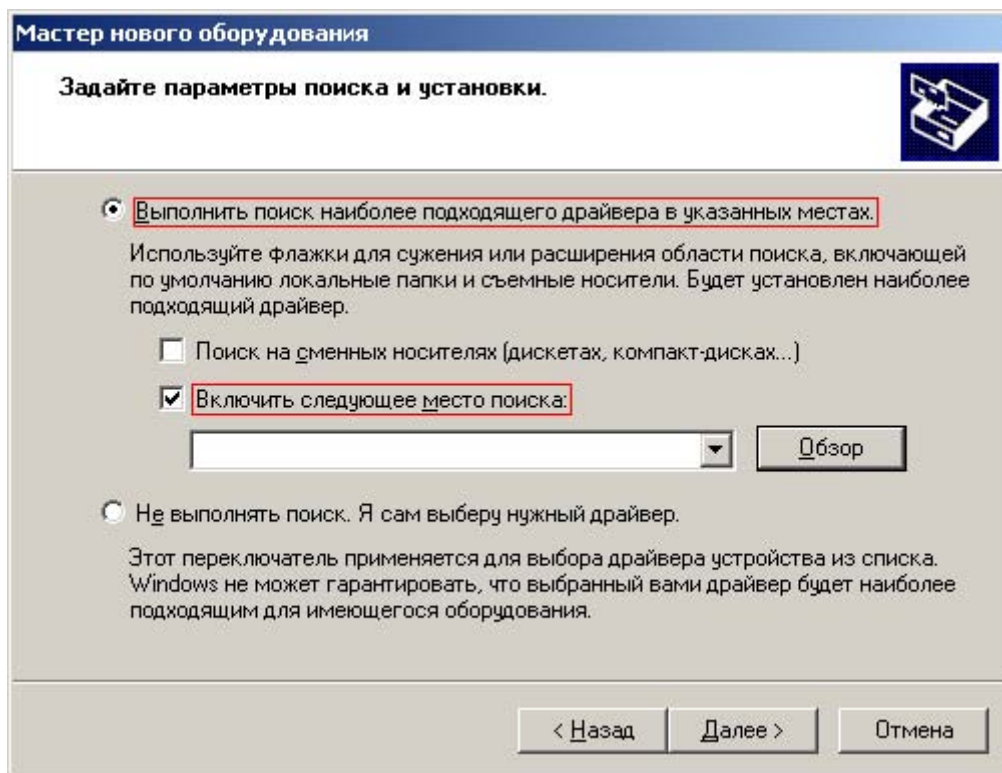 Мастер нового оборудования
Задайте параметры поиска и установки.
Выполнить поиск наиболее подходящего драйвера в указанных местах.
Используйте флажки для сужения или расширения области поиска, включающей
по умолчанию локальные папки и съемные носители. Будет установлен наиболее
подходящий драйвер.
Поиск на сменных носителях (дискетах, компакт-дисках...)
Включить следующее место поиска:
Обзор
Не выполнять поиск. Я сам выберу нужный драйвер.
Этот переключатель применяется для выбора драйвера устройства из списка.
Windows не может гарантировать, что выбранный вами драйвер будет наиболее
подходящим для имеющегося оборудования.
< Назад Далее > Отмена